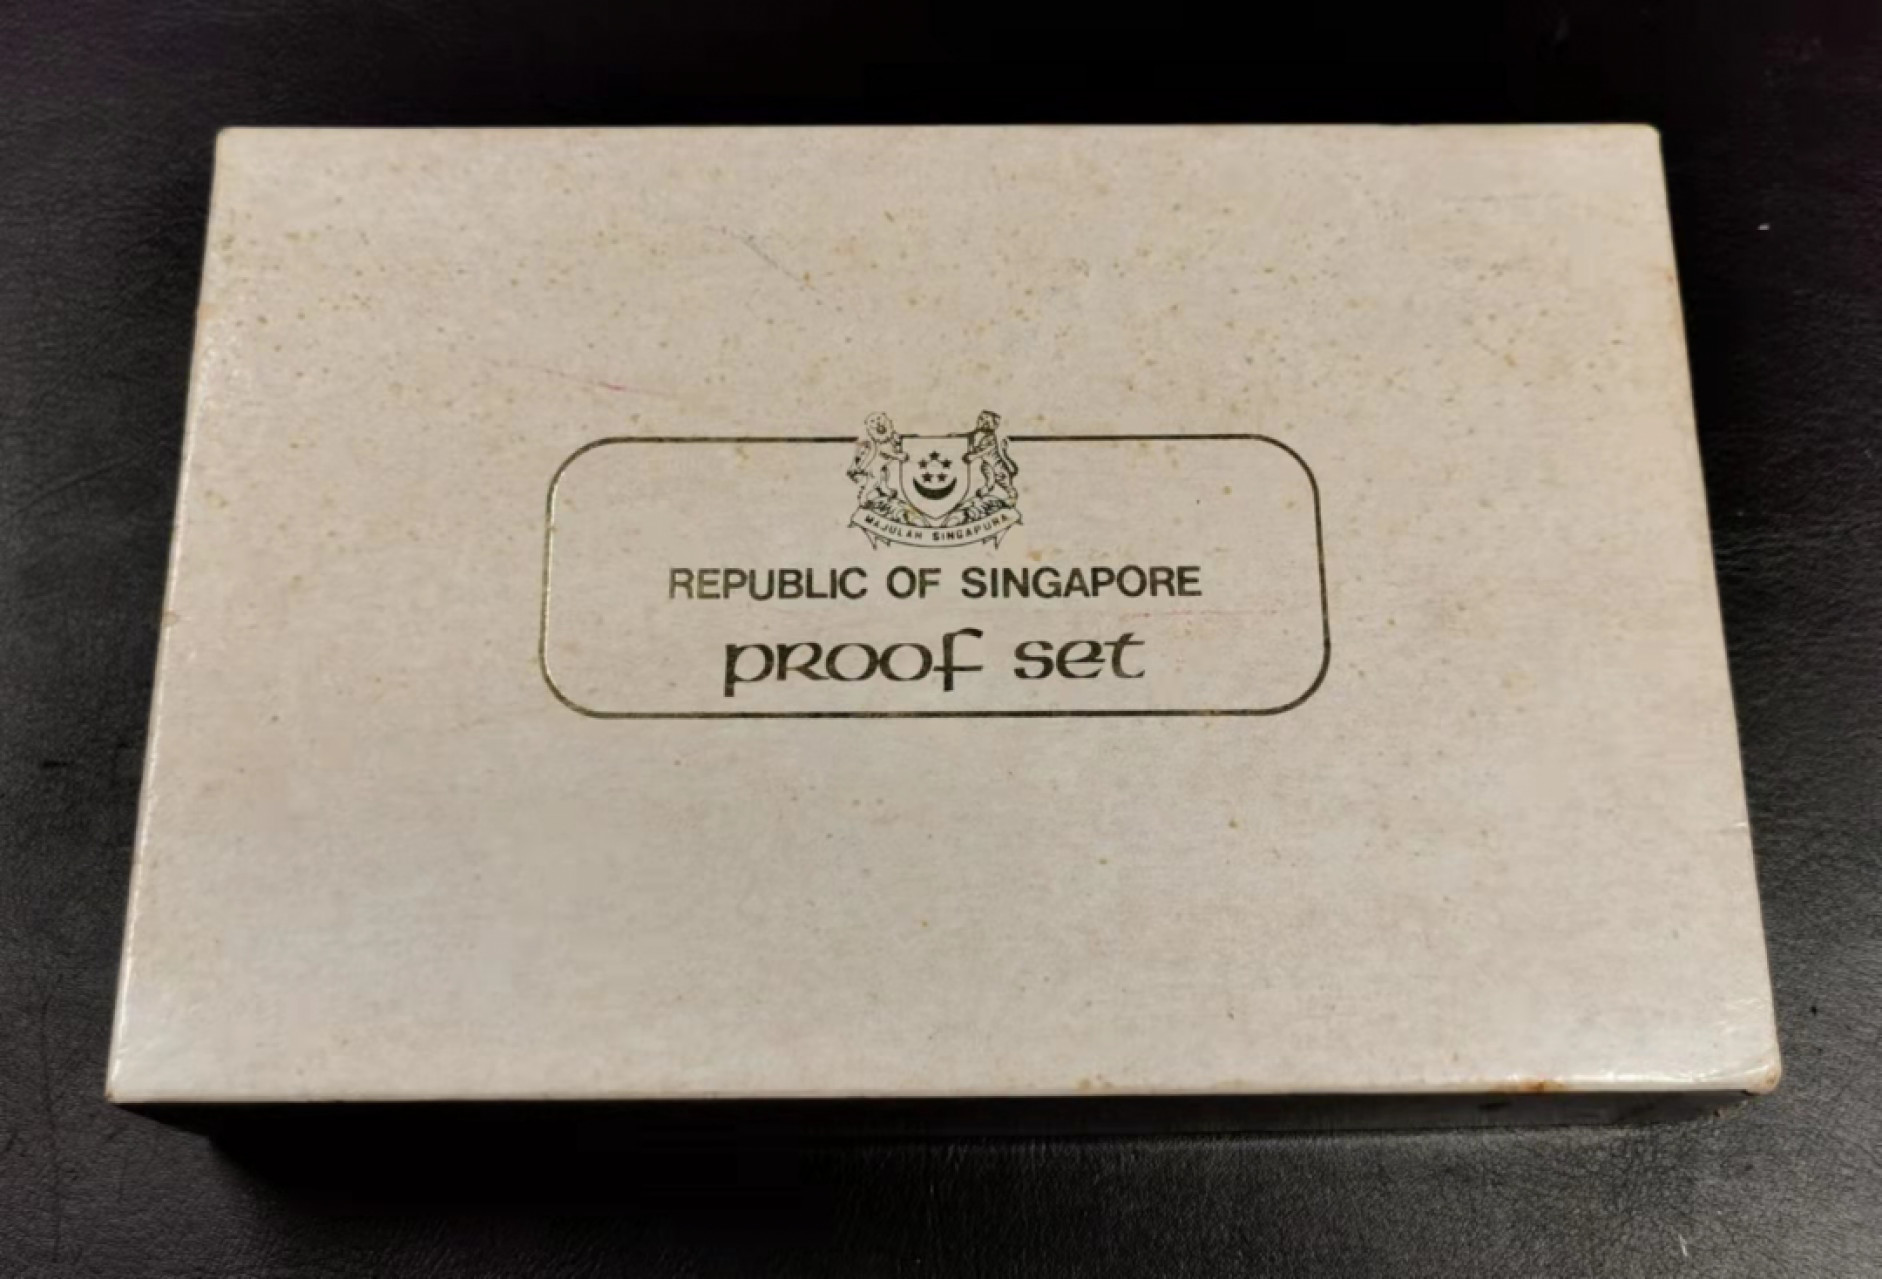 MAJULAH SINGAPURA
REPUBLIC OF SINGAPORE
PROOF Set